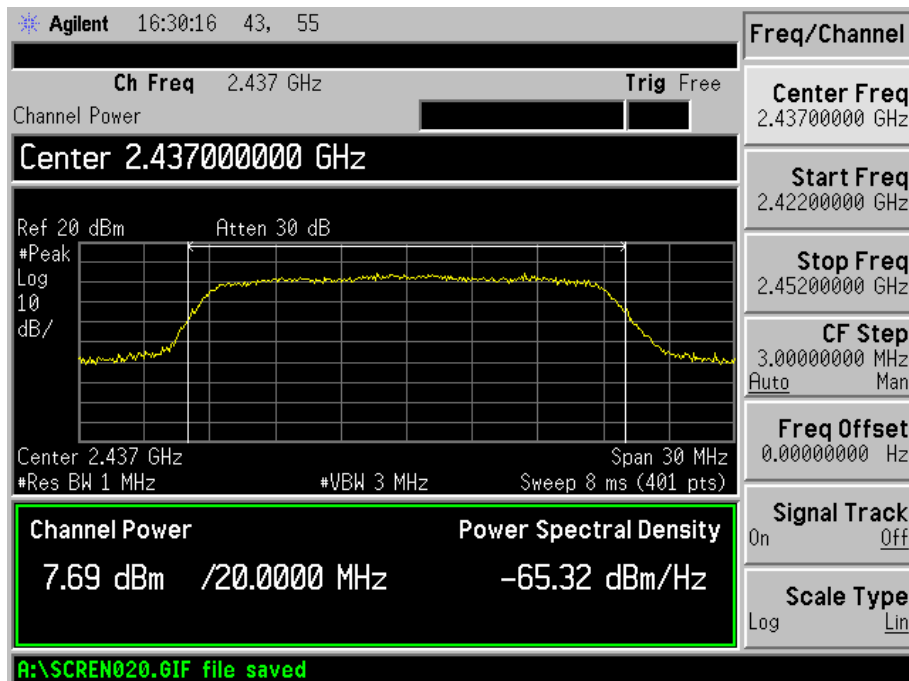 Agilent 16:30:16 43, 55
Ch Freq 2.437 GHz Trig Free
Channel Power
Center 2.437000000 GHz
Ref 20 dBm Atten 30 dB
#Peak
Log
10
dB/
Center 2.437 GHz Span 30 MHz
#Res BW 1 MHz #VBW 3 MHz Sweep 8 ms (401 pts)
Channel Power Power Spectral Density
7.69 dBm /20.0000 MHz -65.32 dBm/Hz
A:\SCREN020.GIF file saved
Freq/Channel
Center Freq
2.43700000 GHz
Start Freq
2.42200000 GHz
Stop Freq
2.45200000 GHz
CF Step
3.00000000 MHz
Auto Man
Freq Offset
0.00000000 Hz
Signal Track
On Off
Scale Type
Log Lin